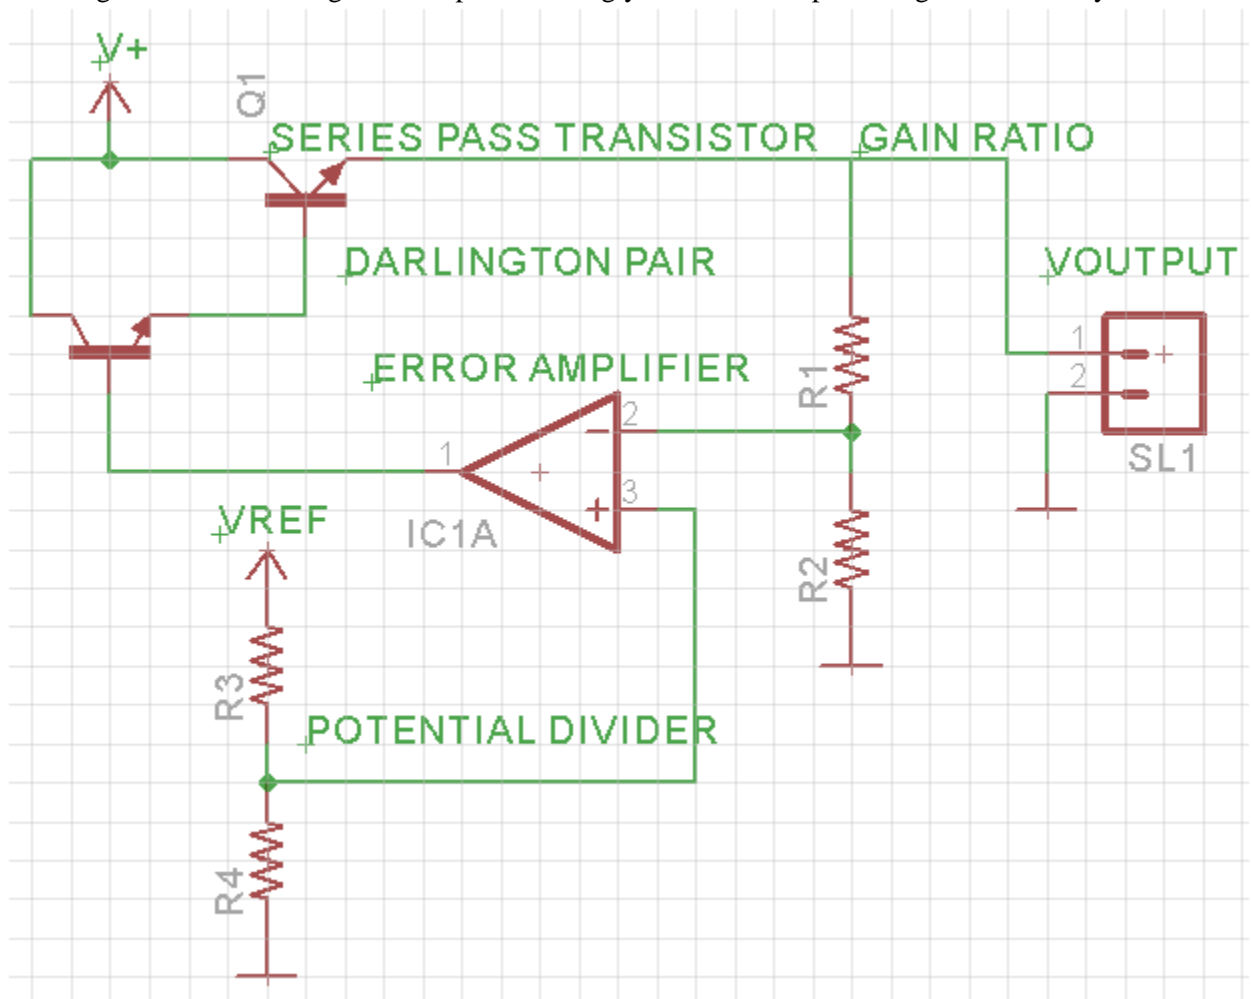 V+
Q1
SERIES PASS TRANSISTOR
GAIN RATIO
DARLINGTON PAIR
VOUTPUT
1
2
SL1
ERROR AMPLIFIER
R1
2
1
3
IC1A
VREF
R2
R3
POTENTIAL DIVIDER
R4